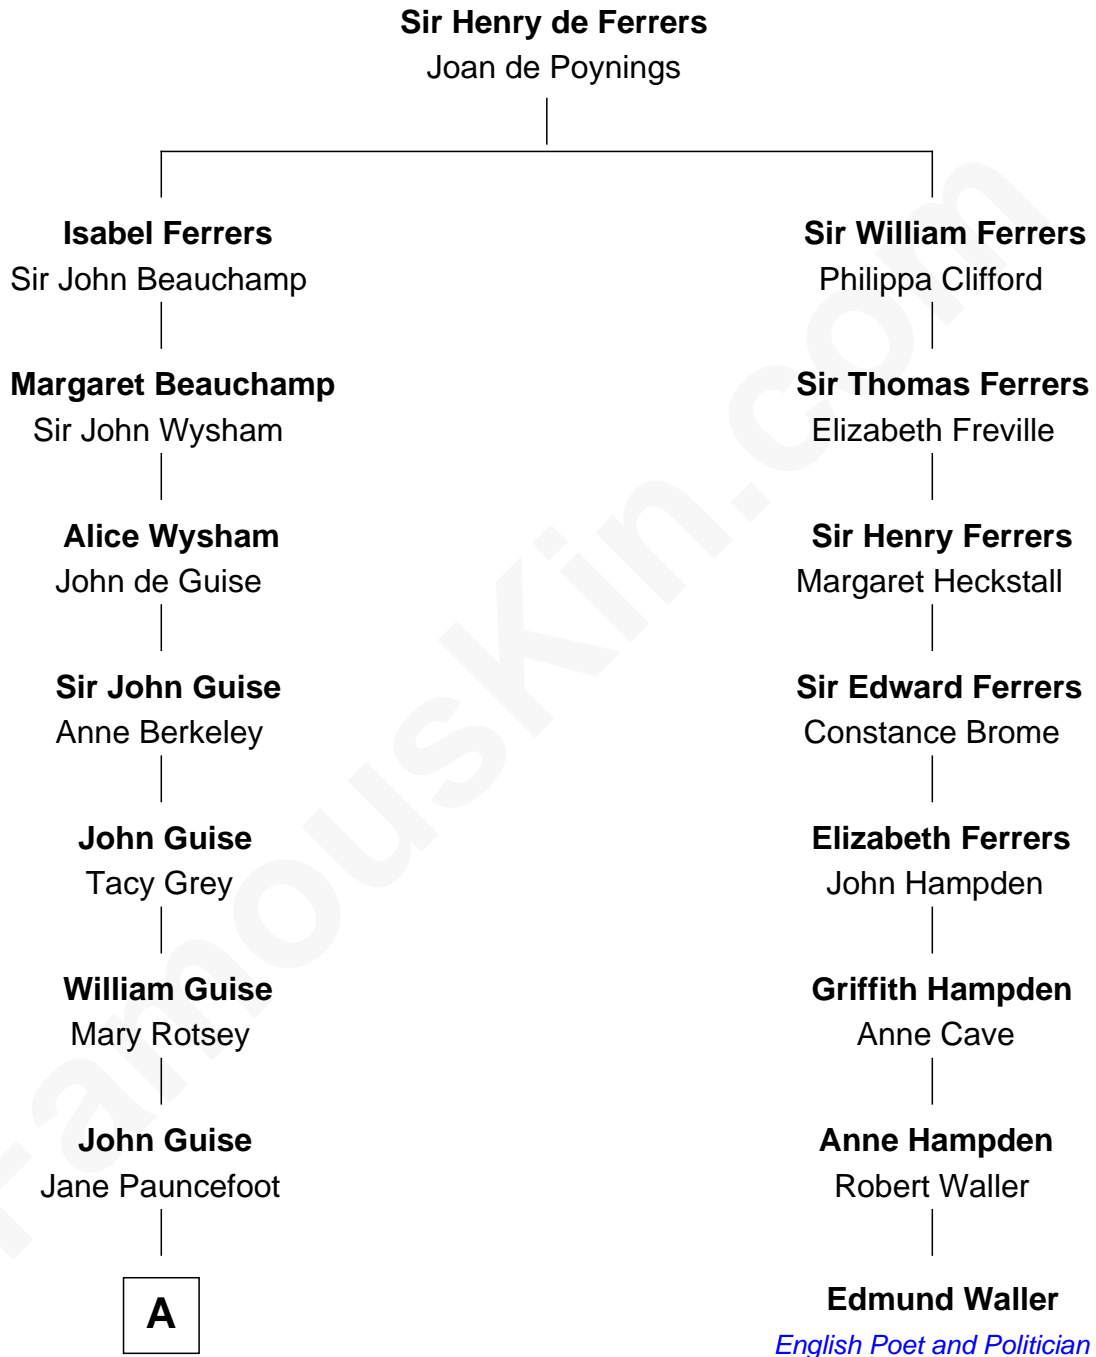 Sir Henry de Ferrers
Joan de Poynings
Isabel Ferrers
Sir John Beauchamp
Sir William Ferrers
Philippa Clifford
Margaret Beauchamp
Sir John Wysham
Sir Thomas Ferrers
Elizabeth Freville
Alice Wysham
John de Guise
Sir Henry Ferrers
Margaret Heckstall
Sir John Guise
Anne Berkeley
Sir Edward Ferrers
Constance Brome
John Guise
Tacy Grey
Elizabeth Ferrers
John Hampden
William Guise
Mary Rotsey
Griffith Hampden
Anne Cave
John Guise
Jane Pauncefoot
Anne Hampden
Robert Waller
A
Edmund Waller
English Poet and Politician
FamousKin.com